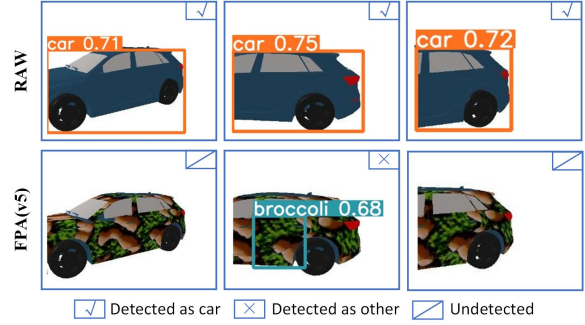 RAW
car 0.71
car 0.75
car 0.72
FPA(v5)
broccoli 0.68
Detected as car
Detected as other
Undetected